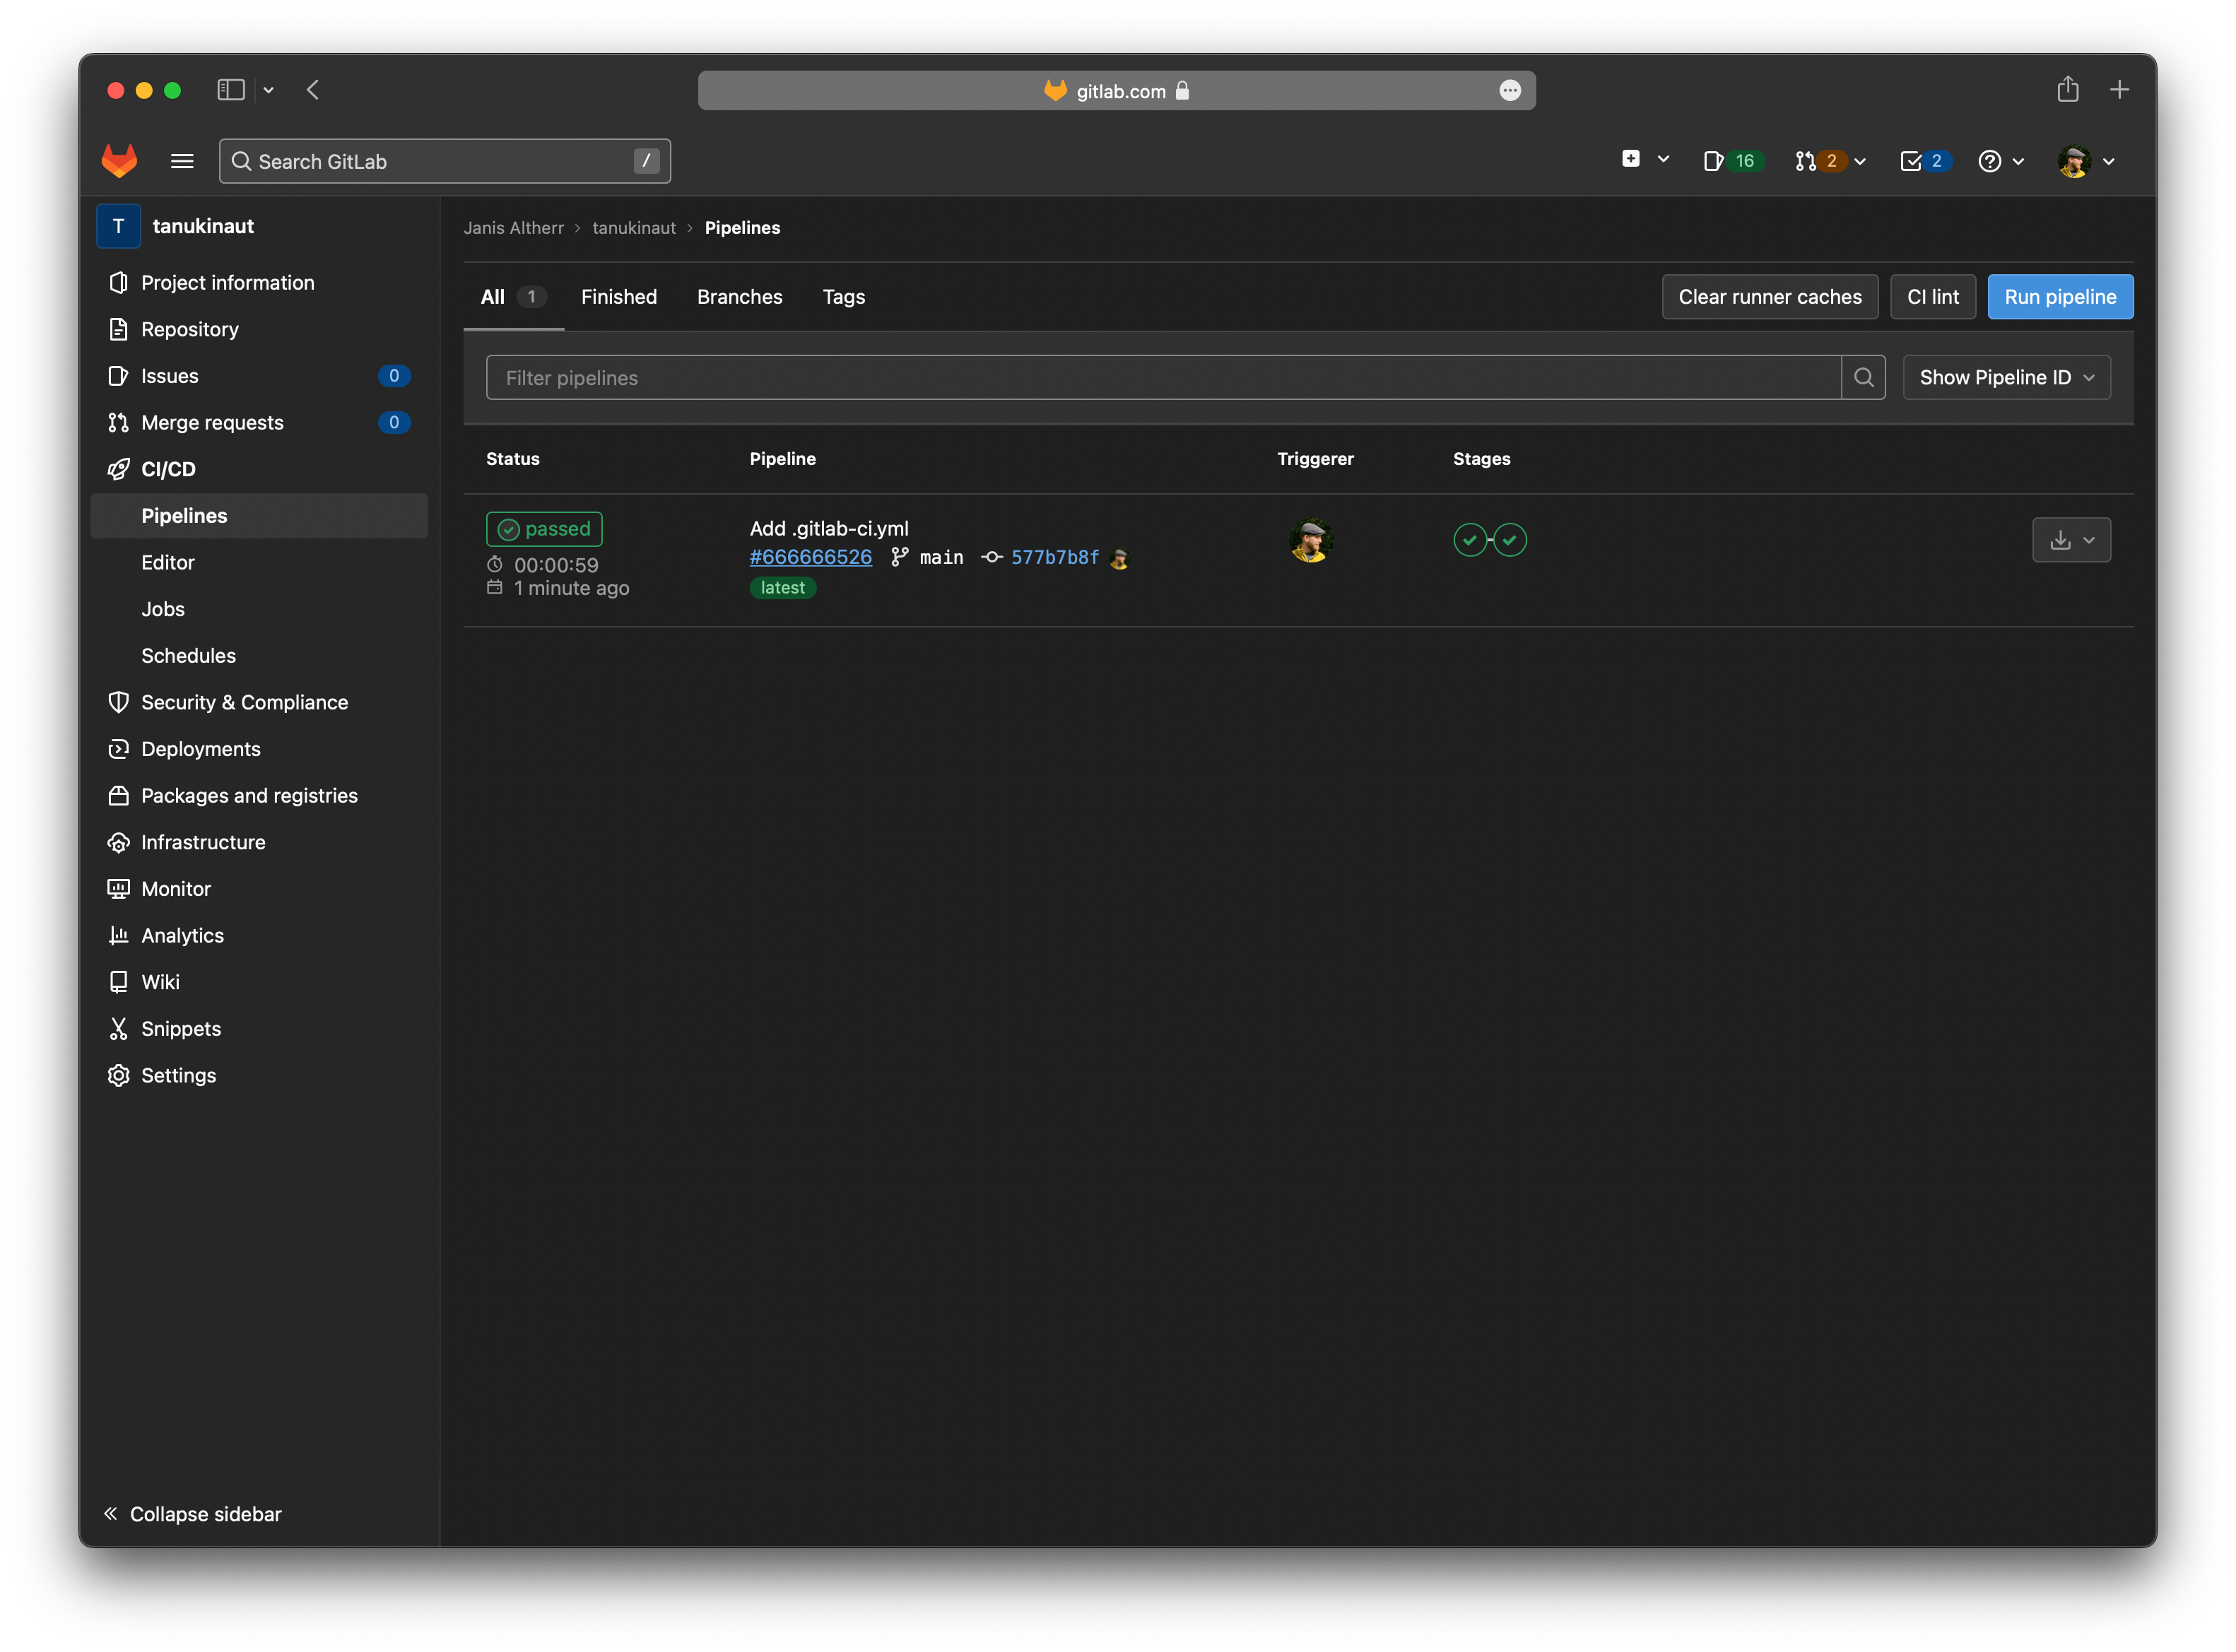 gitlab.com
Search GitLab /
16 2 2
T tanukinaut
Project information
Repository
Issues 0
Merge requests 0
CI/CD
Pipelines
Editor
Jobs
Schedules
Security & Compliance
Deployments
Packages and registries
Infrastructure
Monitor
Analytics
Wiki
Snippets
Settings
Collapse sidebar
Janis Altherr › tanukinaut › Pipelines
All 1 Finished Branches Tags Clear runner caches CI lint Run pipeline
Filter pipelines Show Pipeline ID
Status Pipeline Triggerer Stages
passed
00:00:59
1 minute ago
Add .gitlab-ci.yml
#666666526 main 577b7b8f
latest